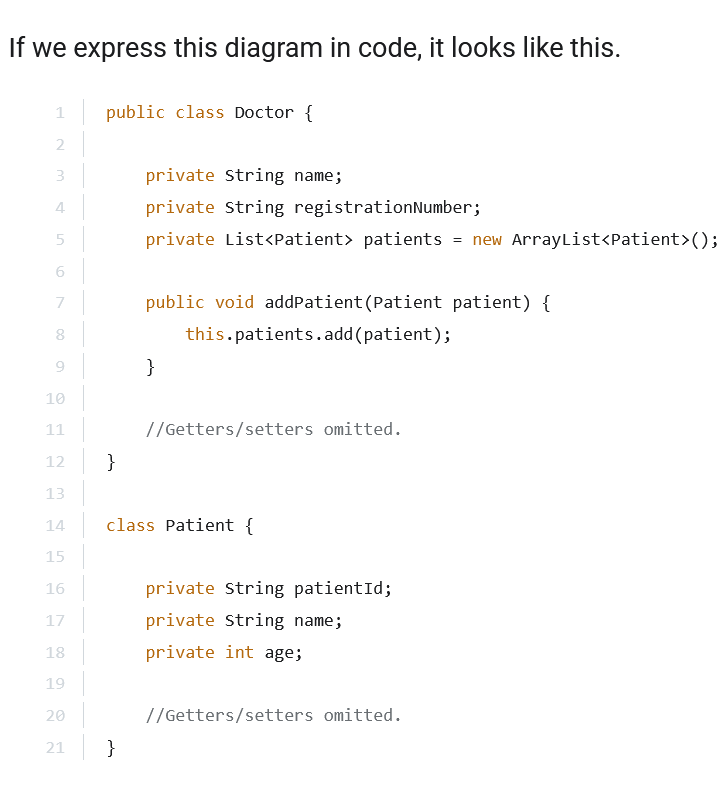 If we express this diagram in code, it looks like this.
1 public class Doctor {
2
3 private String name;
4 private String registrationNumber;
5 private List<Patient> patients = new ArrayList<Patient>();
6
7 public void addPatient(Patient patient) {
8 this.patients.add(patient);
9 }
10
11 //Getters/setters omitted.
12 }
13
14 class Patient {
15
16 private String patientId;
17 private String name;
18 private int age;
19
20 //Getters/setters omitted.
21 }